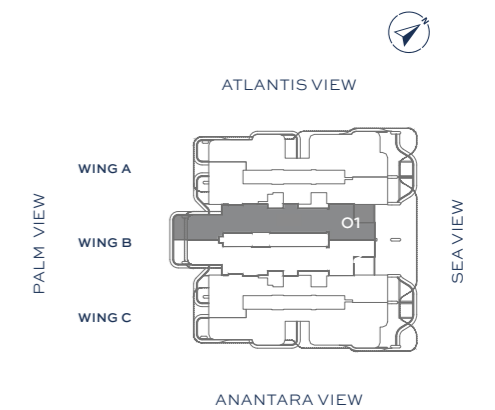 N
ATLANTIS VIEW
WING A
PALM VIEW
WING B
01
SEA VIEW
WING C
ANANTARA VIEW